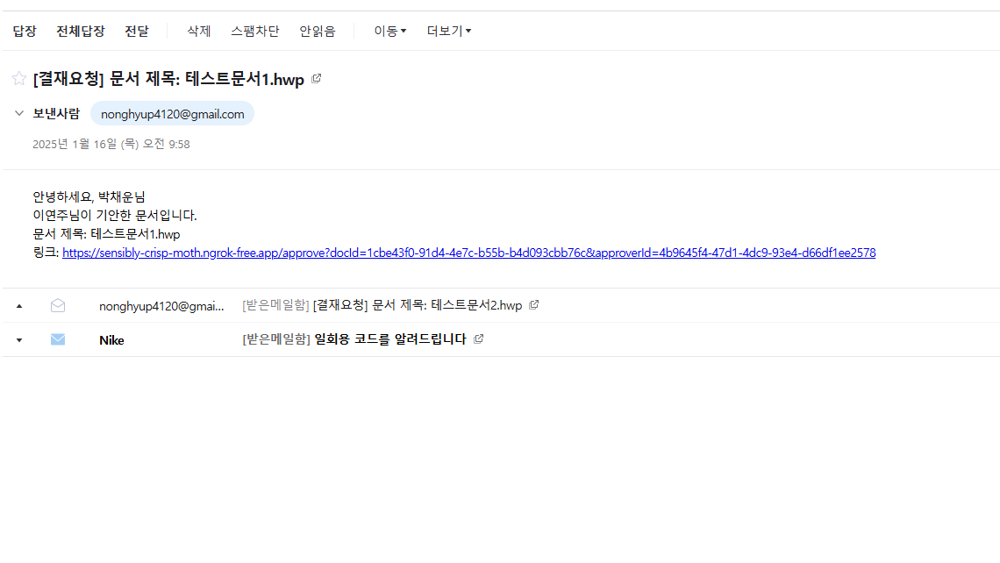 답장 전체답장 전달 삭제 스팸차단 안읽음 이동 더보기
[결재요청] 문서 제목: 테스트문서1.hwp
보낸사람 nonghyup4120@gmail.com
2025년 1월 16일 (목) 오전 9:58
안녕하세요, 박채운님
이연주님이 기안한 문서입니다.
문서 제목: 테스트문서1.hwp
링크: https://sensibly-crisp-moth.ngrok-free.app/approve?docId=1cbe43f0-91d4-4e7c-b55b-b4d093cbb76c&approverId=4b9645f4-47d1-4dc9-93e4-d66df1ee2578
nonghyup4120@gmai... [받은메일함] [결재요청] 문서 제목: 테스트문서2.hwp
Nike [받은메일함] 일회용 코드를 알려드립니다